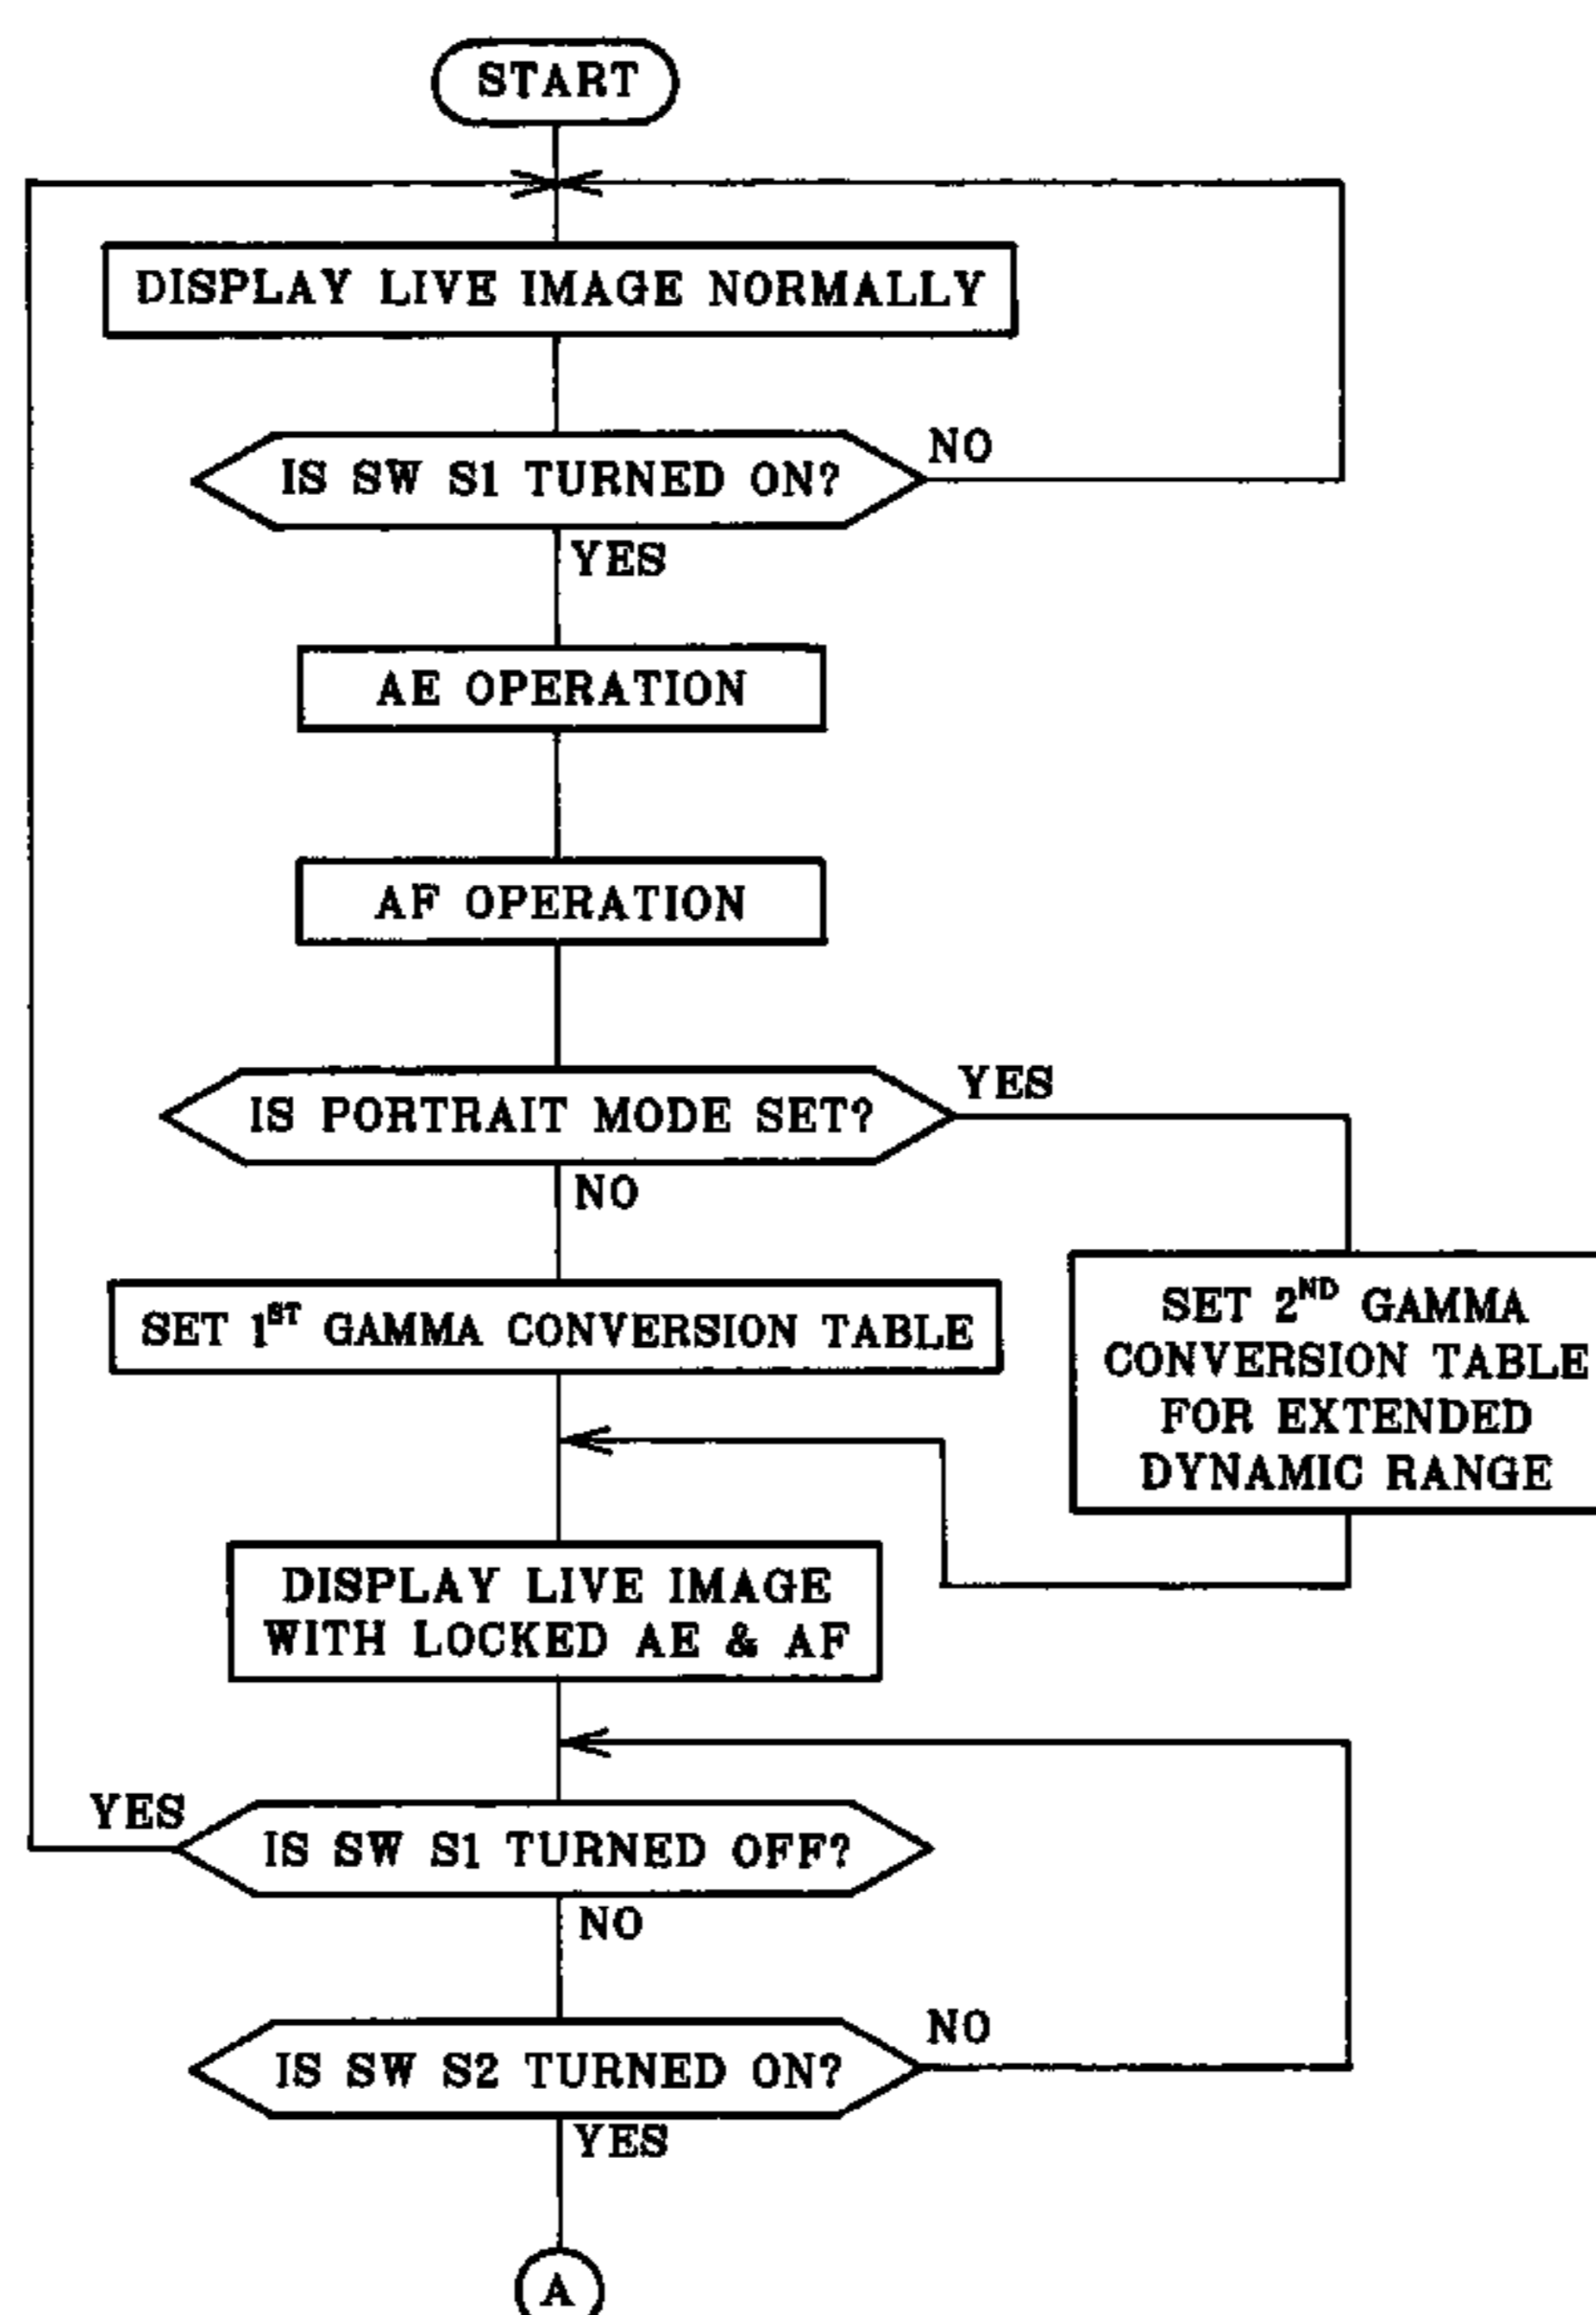 START
DISPLAY LIVE IMAGE NORMALLY
IS SW S1 TURNED ON?
NO
YES
AE OPERATION
AF OPERATION
IS PORTRAIT MODE SET?
YES
NO
SET 1ST GAMMA CONVERSION TABLE
SET 2ND GAMMA
CONVERSION TABLE
FOR EXTENDED
DYNAMIC RANGE
DISPLAY LIVE IMAGE
WITH LOCKED AE & AF
YES
IS SW S1 TURNED OFF?
NO
IS SW S2 TURNED ON?
NO
YES
A